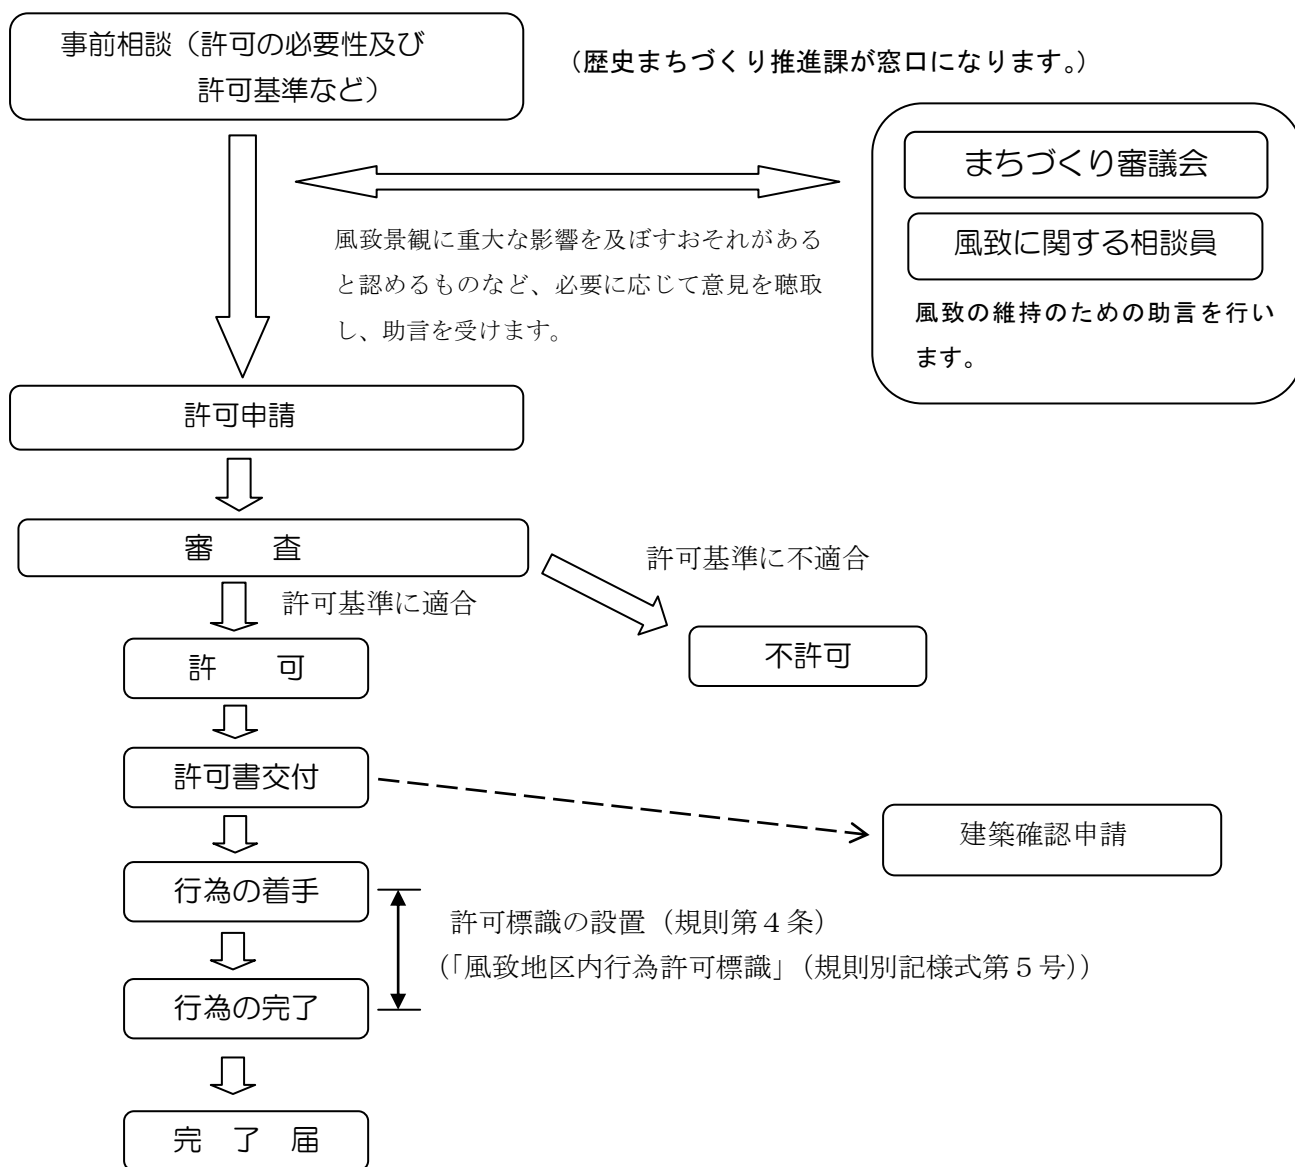 事前相談（許可の必要性及び
許可基準など）
（歴史まちづくり推進課が窓口になります。）
まちづくり審議会
風致に関する相談員
風致の維持のための助言を行い
ます。
風致景観に重大な影響を及ぼすおそれがある
と認めるものなど、必要に応じて意見を聴取
し、助言を受けます。
許可申請
審　　査
許可基準に不適合
許可基準に適合
不許可
許　　可
許可書交付
建築確認申請
行為の着手
許可標識の設置（規則第４条）
（「風致地区内行為許可標識」（規則別記様式第５号））
行為の完了
完　了　届